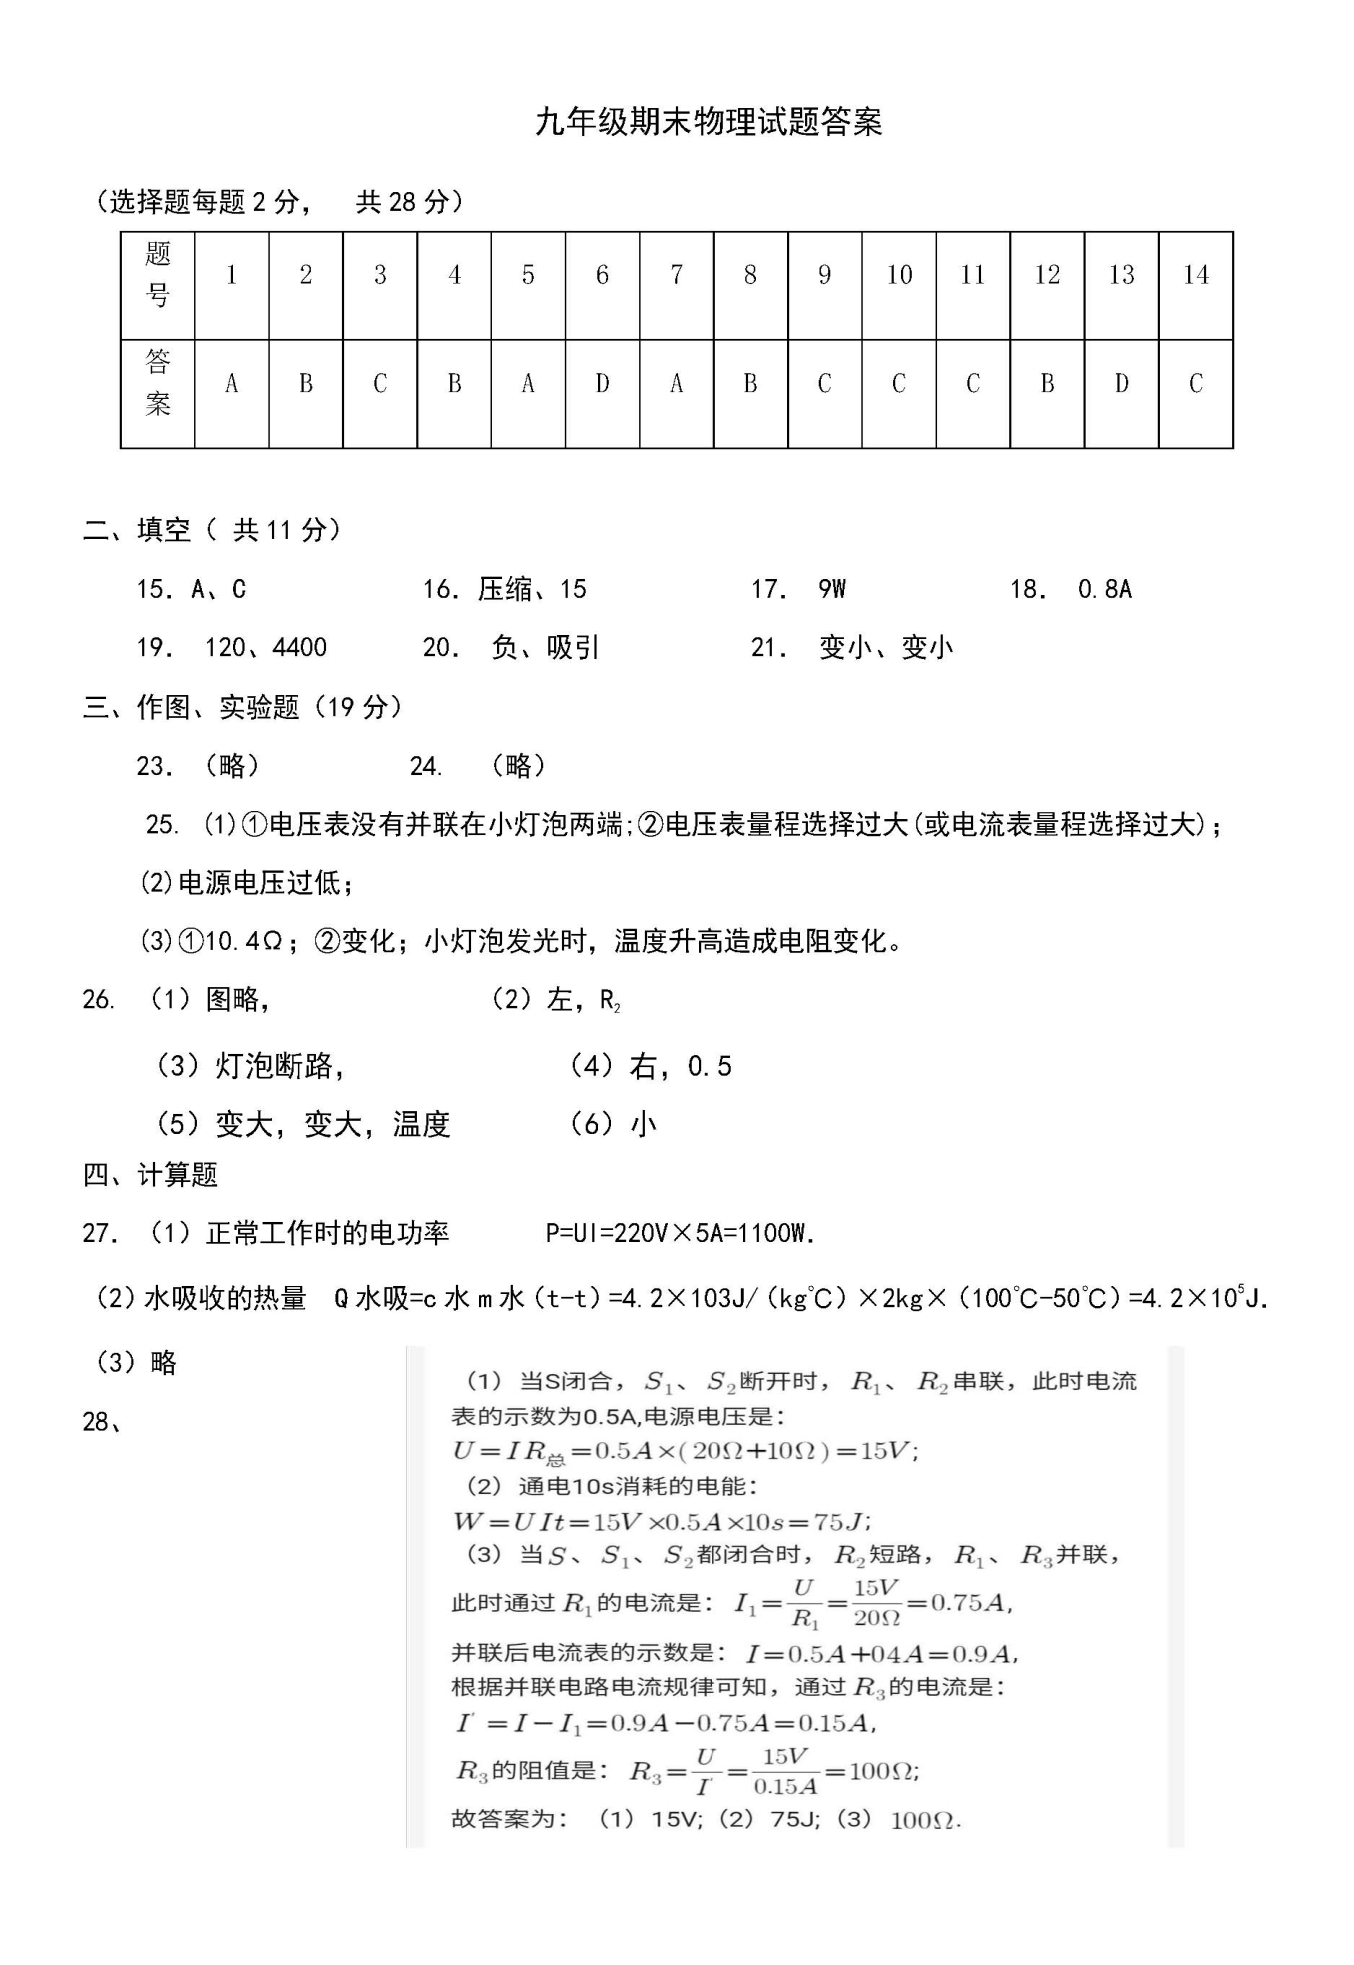 九年级期末物理试题答案
（选择题每题2分，　共28分）
题号 1 2 3 4 5 6 7 8 9 10 11 12 13 14
答案 A B C B A D A B C C C B D C
二、填空（ 共11分）
15. A、C 16. 压缩、15 17. 9W 18. 0.8A
19. 120、4400 20. 负、吸引 21. 变小、变小
三、作图、实验题（19分）
23. （略） 24. （略）
25. (1)①电压表没有并联在小灯泡两端;②电压表量程选择过大(或电流表量程选择过大);
(2)电源电压过低;
(3)①10.4Ω; ②变化; 小灯泡发光时, 温度升高造成电阻变化。
26. （1）图略， （2）左，R₂
（3）灯泡断路， （4）右，0.5
（5）变大，变大，温度 （6）小
四、计算题
27. （1）正常工作时的电功率 P=UI=220V×5A=1100W.
（2）水吸收的热量 Q水吸=c水m水（t-t）=4.2×103J/（kg℃）×2kg×（100℃-50℃）=4.2×10⁵J.
（3）略
28、
（1）当S闭合，S₁、S₂断开时，R₁、R₂串联，此时电流
表的示数为0.5A,电源电压是：
U=IR总=0.5A×(20Ω+10Ω)=15V;
（2）通电10s消耗的电能：
W=UIt=15V×0.5A×10s=75J;
（3）当S、S₁、S₂都闭合时，R₂短路，R₁、R₃并联，
此时通过R₁的电流是：I₁=U/R₁=15V/20Ω=0.75A,
并联后电流表的示数是：I=0.5A+04A=0.9A,
根据并联电路电流规律可知，通过R₃的电流是：
I′=I−I₁=0.9A−0.75A=0.15A,
R₃的阻值是：R₃=U/I′=15V/0.15A=100Ω;
故答案为：（1）15V;（2）75J;（3）100Ω.